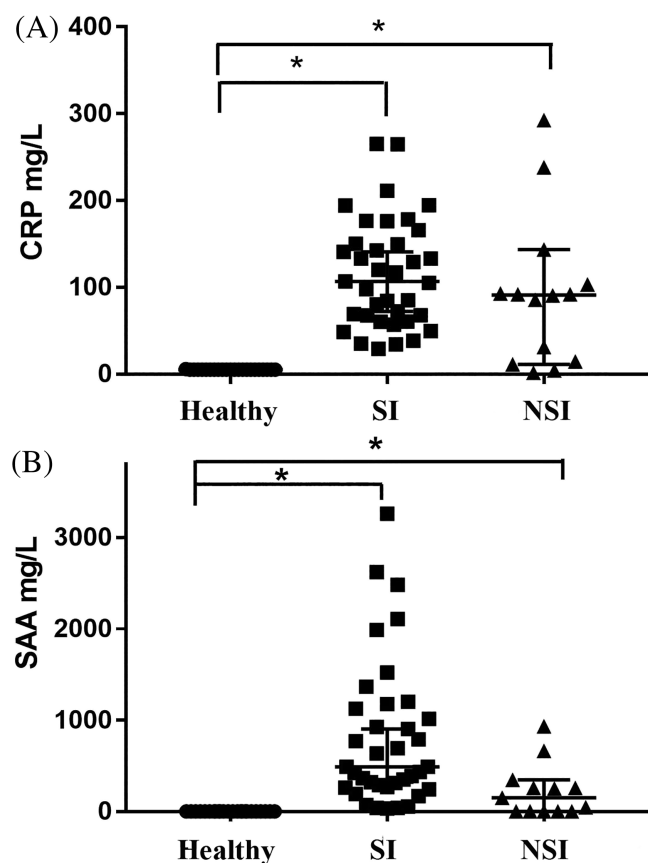 (A)
400
*
*
300
CRP mg/L
200
100
0
Healthy SI NSI
(B)
*
*
3000
SAA mg/L
2000
1000
0
Healthy SI NSI